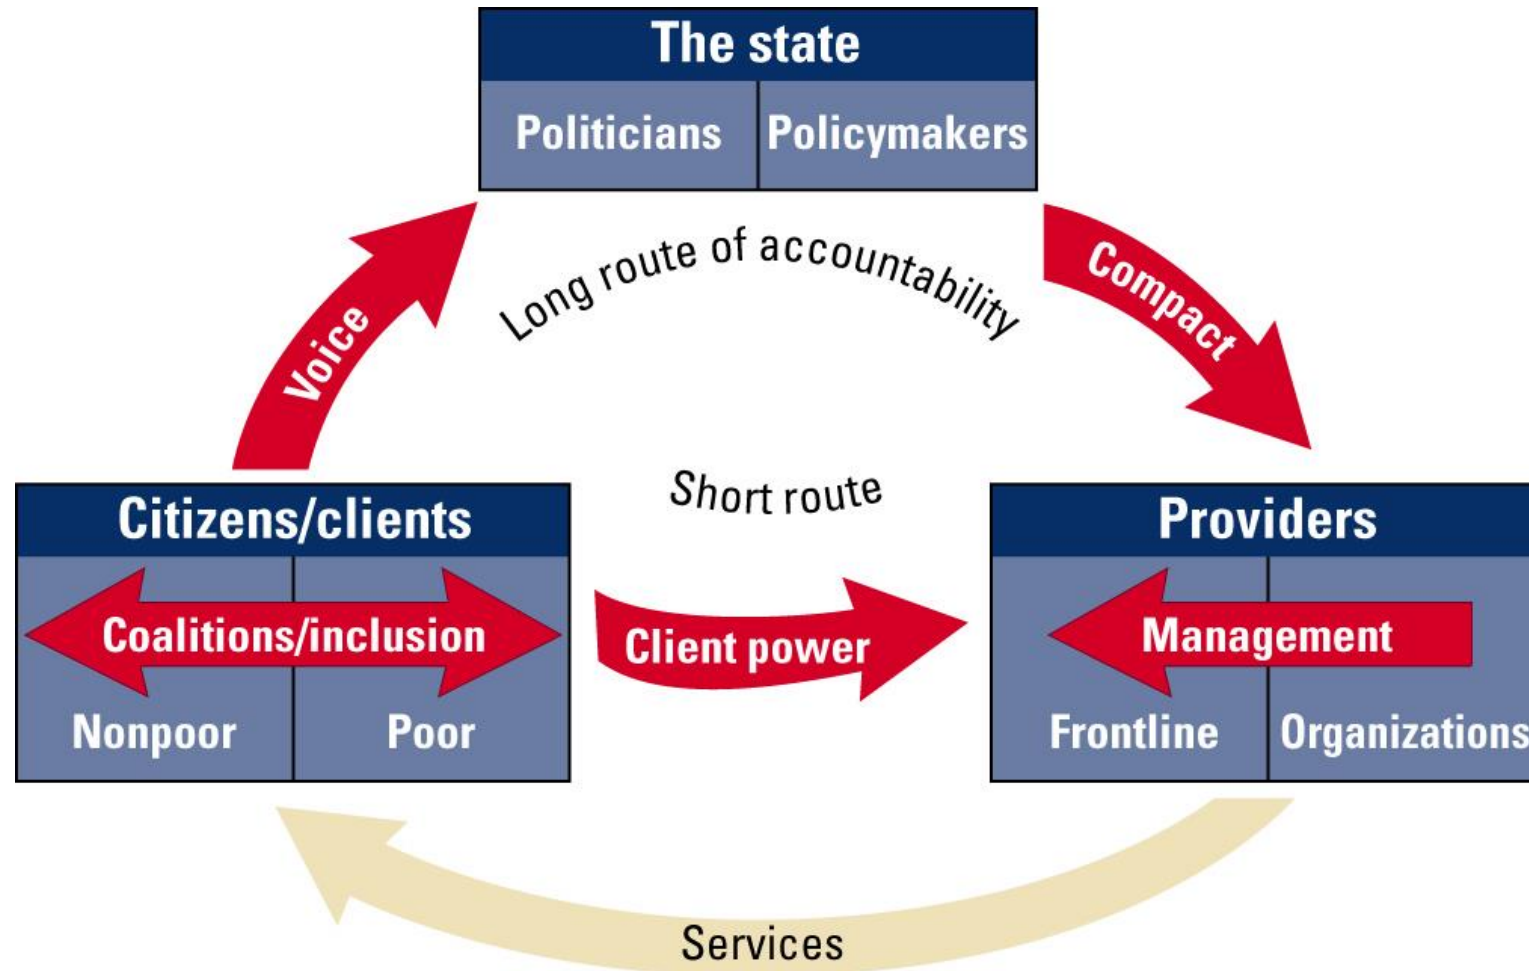 The state
Politicians
Policymakers
Long route of accountability
Voice
Compact
Short route
Citizens/clients
Coalitions/inclusion
Nonpoor
Poor
Client power
Providers
Management
Frontline
Organizations
Services